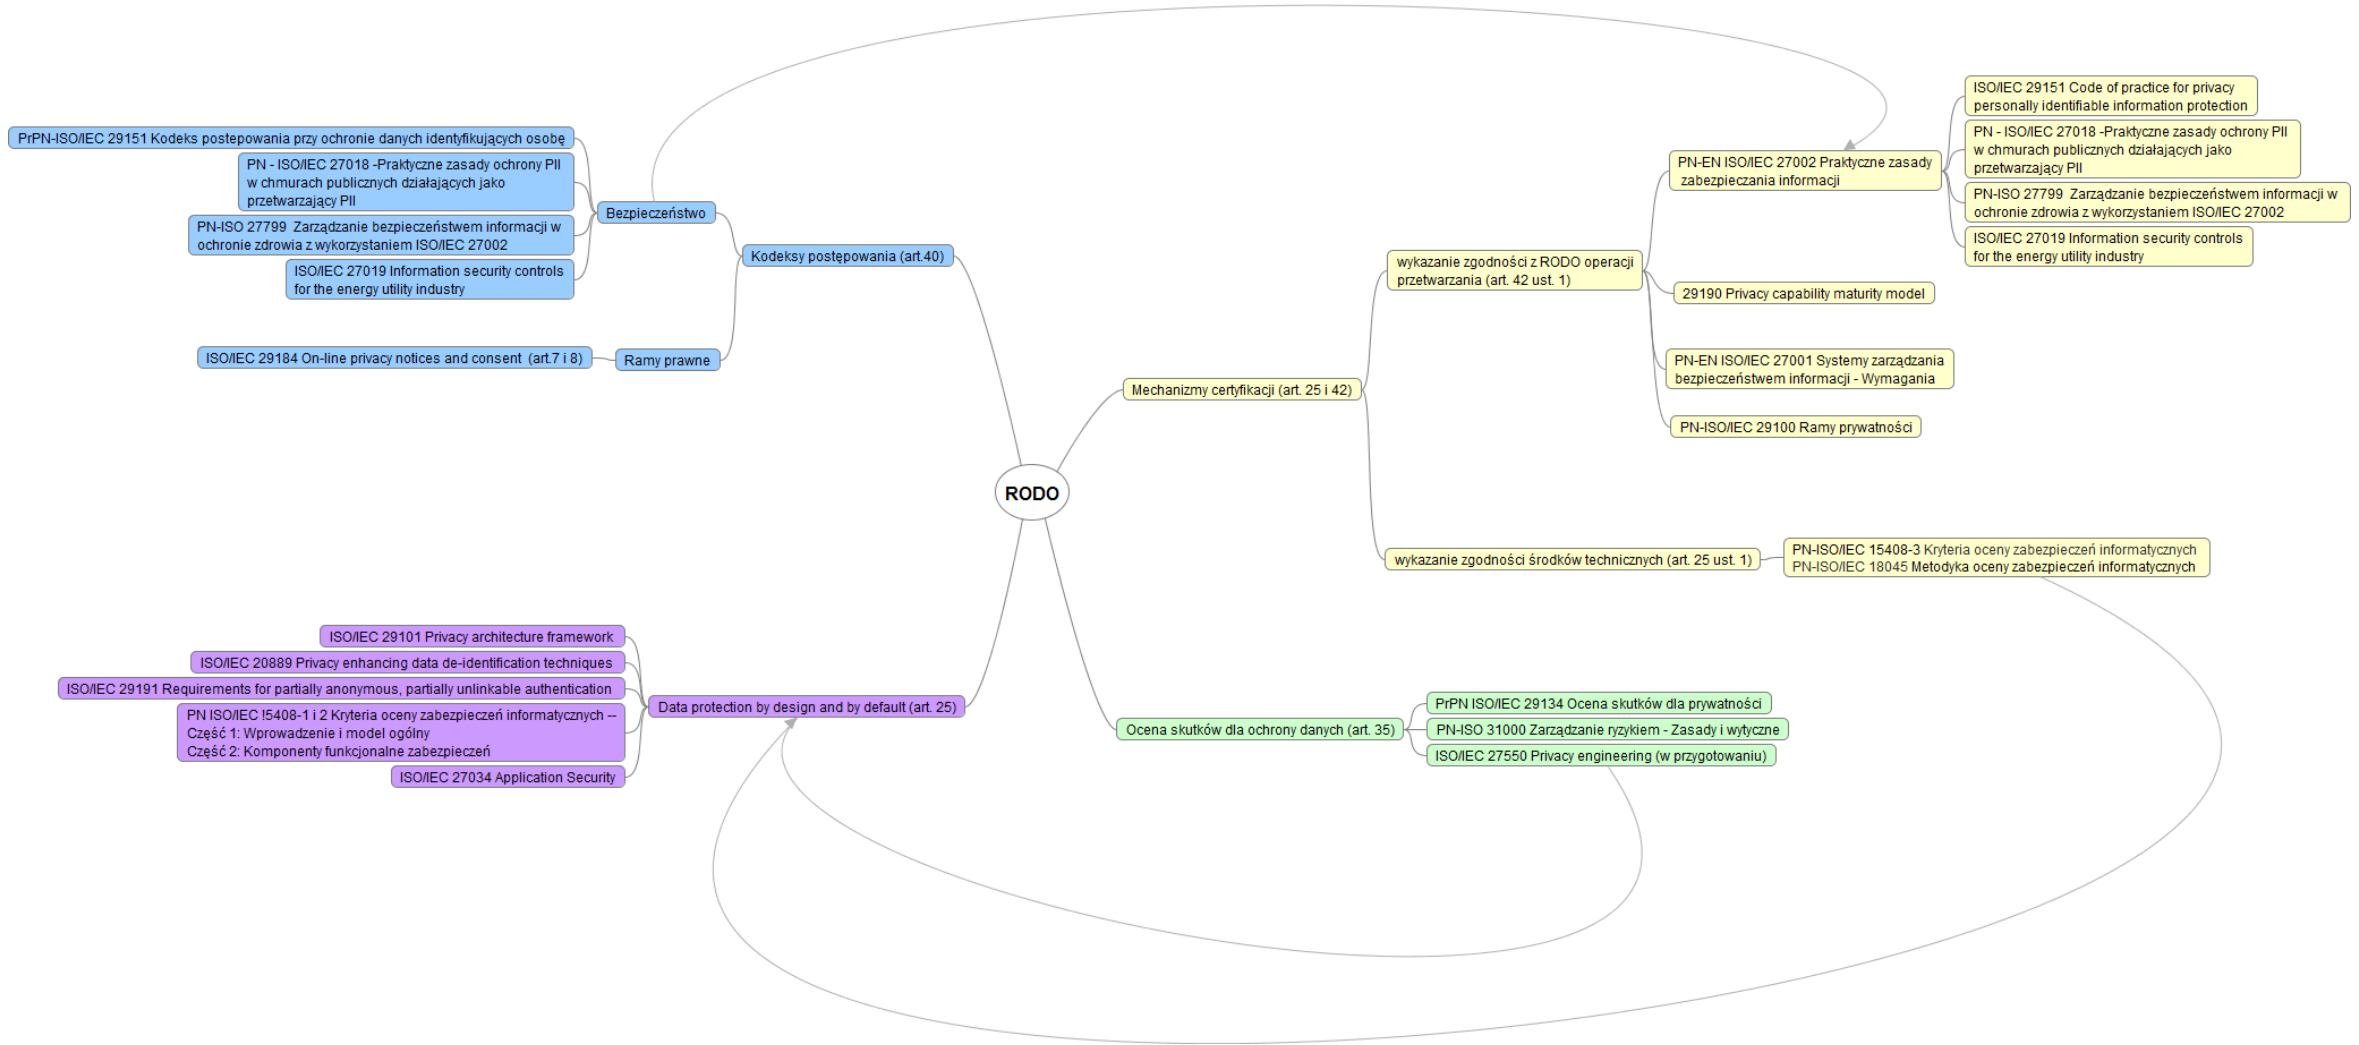 PrPN-ISO/IEC 29151 Kodeks postepowania przy ochronie danych identyfikujących osobę
PN - ISO/IEC 27018 -Praktyczne zasady ochrony PII
w chmurach publicznych działających jako
przetwarzający PII
PN-ISO 27799 Zarządzanie bezpieczeństwem informacji w
ochronie zdrowia z wykorzystaniem ISO/IEC 27002
ISO/IEC 27019 Information security controls
for the energy utility industry
Bezpieczeństwo
Kodeksy postępowania (art.40)
ISO/IEC 29184 On-line privacy notices and consent (art.7 i 8)
Ramy prawne
RODO
Mechanizmy certyfikacji (art. 25 i 42)
wykazanie zgodności z RODO operacji
przetwarzania (art. 42 ust. 1)
PN-EN ISO/IEC 27002 Praktyczne zasady
zabezpieczania informacji
ISO/IEC 29151 Code of practice for privacy
personally identifiable information protection
PN - ISO/IEC 27018 -Praktyczne zasady ochrony PII
w chmurach publicznych działających jako
przetwarzający PII
PN-ISO 27799 Zarządzanie bezpieczeństwem informacji w
ochronie zdrowia z wykorzystaniem ISO/IEC 27002
ISO/IEC 27019 Information security controls
for the energy utility industry
29190 Privacy capability maturity model
PN-EN ISO/IEC 27001 Systemy zarządzania
bezpieczeństwem informacji - Wymagania
PN-ISO/IEC 29100 Ramy prywatności
wykazanie zgodności środków technicznych (art. 25 ust. 1)
PN-ISO/IEC 15408-3 Kryteria oceny zabezpieczeń informatycznych
PN-ISO/IEC 18045 Metodyka oceny zabezpieczeń informatycznych
ISO/IEC 29101 Privacy architecture framework
ISO/IEC 20889 Privacy enhancing data de-identification techniques
ISO/IEC 29191 Requirements for partially anonymous, partially unlinkable authentication
PN ISO/IEC !5408-1 i 2 Kryteria oceny zabezpieczeń informatycznych --
Część 1: Wprowadzenie i model ogólny
Część 2: Komponenty funkcjonalne zabezpieczeń
ISO/IEC 27034 Application Security
Data protection by design and by default (art. 25)
Ocena skutków dla ochrony danych (art. 35)
PrPN ISO/IEC 29134 Ocena skutków dla prywatności
PN-ISO 31000 Zarządzanie ryzykiem - Zasady i wytyczne
ISO/IEC 27550 Privacy engineering (w przygotowaniu)